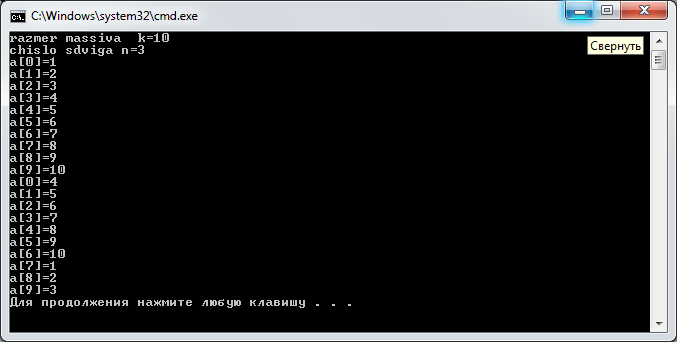 C:\Windows\system32\cmd.exe
Свернуть
razmer massiva  k=10
chislo sdviga n=3
a[0]=1
a[1]=2
a[2]=3
a[3]=4
a[4]=5
a[5]=6
a[6]=7
a[7]=8
a[8]=9
a[9]=10
a[0]=4
a[1]=5
a[2]=6
a[3]=7
a[4]=8
a[5]=9
a[6]=10
a[7]=1
a[8]=2
a[9]=3
Для продолжения нажмите любую клавишу . . .